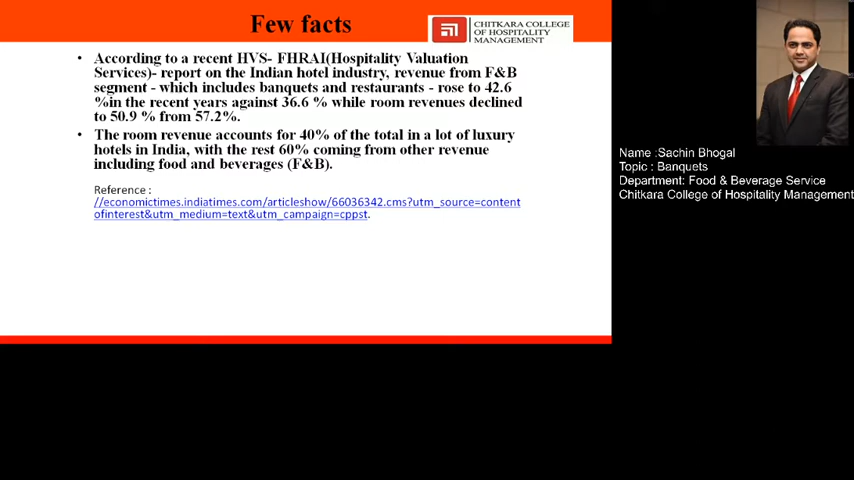 Few facts
CHITKARA COLLEGE
OF HOSPITALITY
MANAGEMENT
• According to a recent HVS- FHRAI(Hospitality Valuation
Services)- report on the Indian hotel industry, revenue from F&B
segment - which includes banquets and restaurants - rose to 42.6
%in the recent years against 36.6 % while room revenues declined
to 50.9 % from 57.2%.
• The room revenue accounts for 40% of the total in a lot of luxury
hotels in India, with the rest 60% coming from other revenue
including food and beverages (F&B).
Reference :
//economictimes.indiatimes.com/articleshow/66036342.cms?utm_source=content
ofinterest&utm_medium=text&utm_campaign=cppst.
Name :Sachin Bhogal
Topic : Banquets
Department: Food & Beverage Service
Chitkara College of Hospitality Management